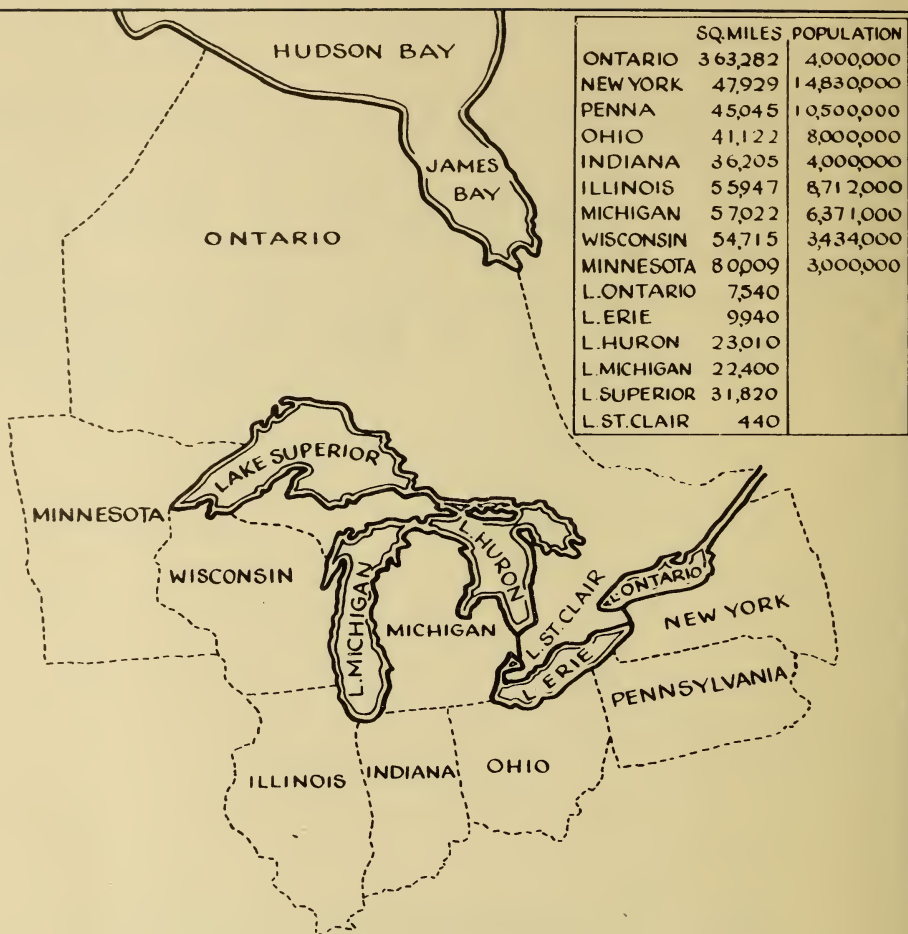 SQ.MILES POPULATION
ONTARIO 363,282 4,000,000
NEW YORK 47,929 14,830,000
PENNA 45,045 10,500,000
OHIO 41,122 8,000,000
INDIANA 36,205 4,000,000
ILLINOIS 55,947 8,712,000
MICHIGAN 57,022 6,371,000
WISCONSIN 54,715 3,434,000
MINNESOTA 80,009 3,000,000
L.ONTARIO 7,540
L.ERIE 9,940
L.HURON 23,010
L.MICHIGAN 22,400
L.SUPERIOR 31,820
L.ST.CLAIR 440
HUDSON BAY
JAMES
BAY
ONTARIO
LAKE SUPERIOR
MINNESOTA
WISCONSIN
L.MICHIGAN
MICHIGAN
L.HURON
L.ST.CLAIR
L.ONTARIO
L ERIE
NEW YORK
PENNSYLVANIA
ILLINOIS
INDIANA
OHIO